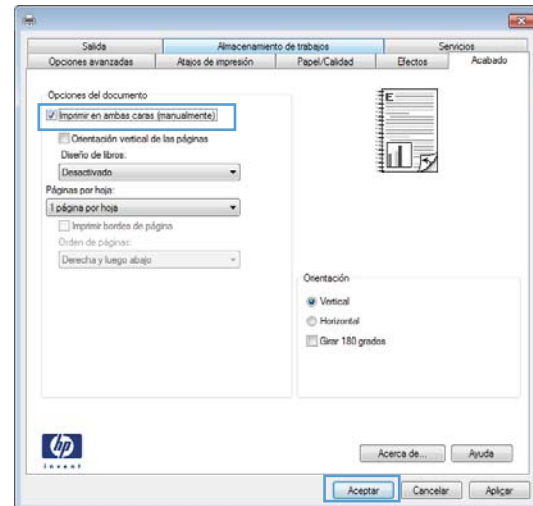 Salida Almacenamiento de trabajos Servicios
Opciones avanzadas Atajos de impresión Papel/Calidad Efectos Acabado
Opciones del documento
Imprimir en ambas caras (manualmente)
Orientación vertical de las páginas
Diseño de libros:
Desactivado
Páginas por hoja:
1 página por hoja
Imprimir bordes de página
Orden de páginas:
Derecha y luego abajo
E
Orientación
Vertical
Horizontal
Girar 180 grados
hp
invent
Acerca de... Ayuda
Aceptar Cancelar Aplicar